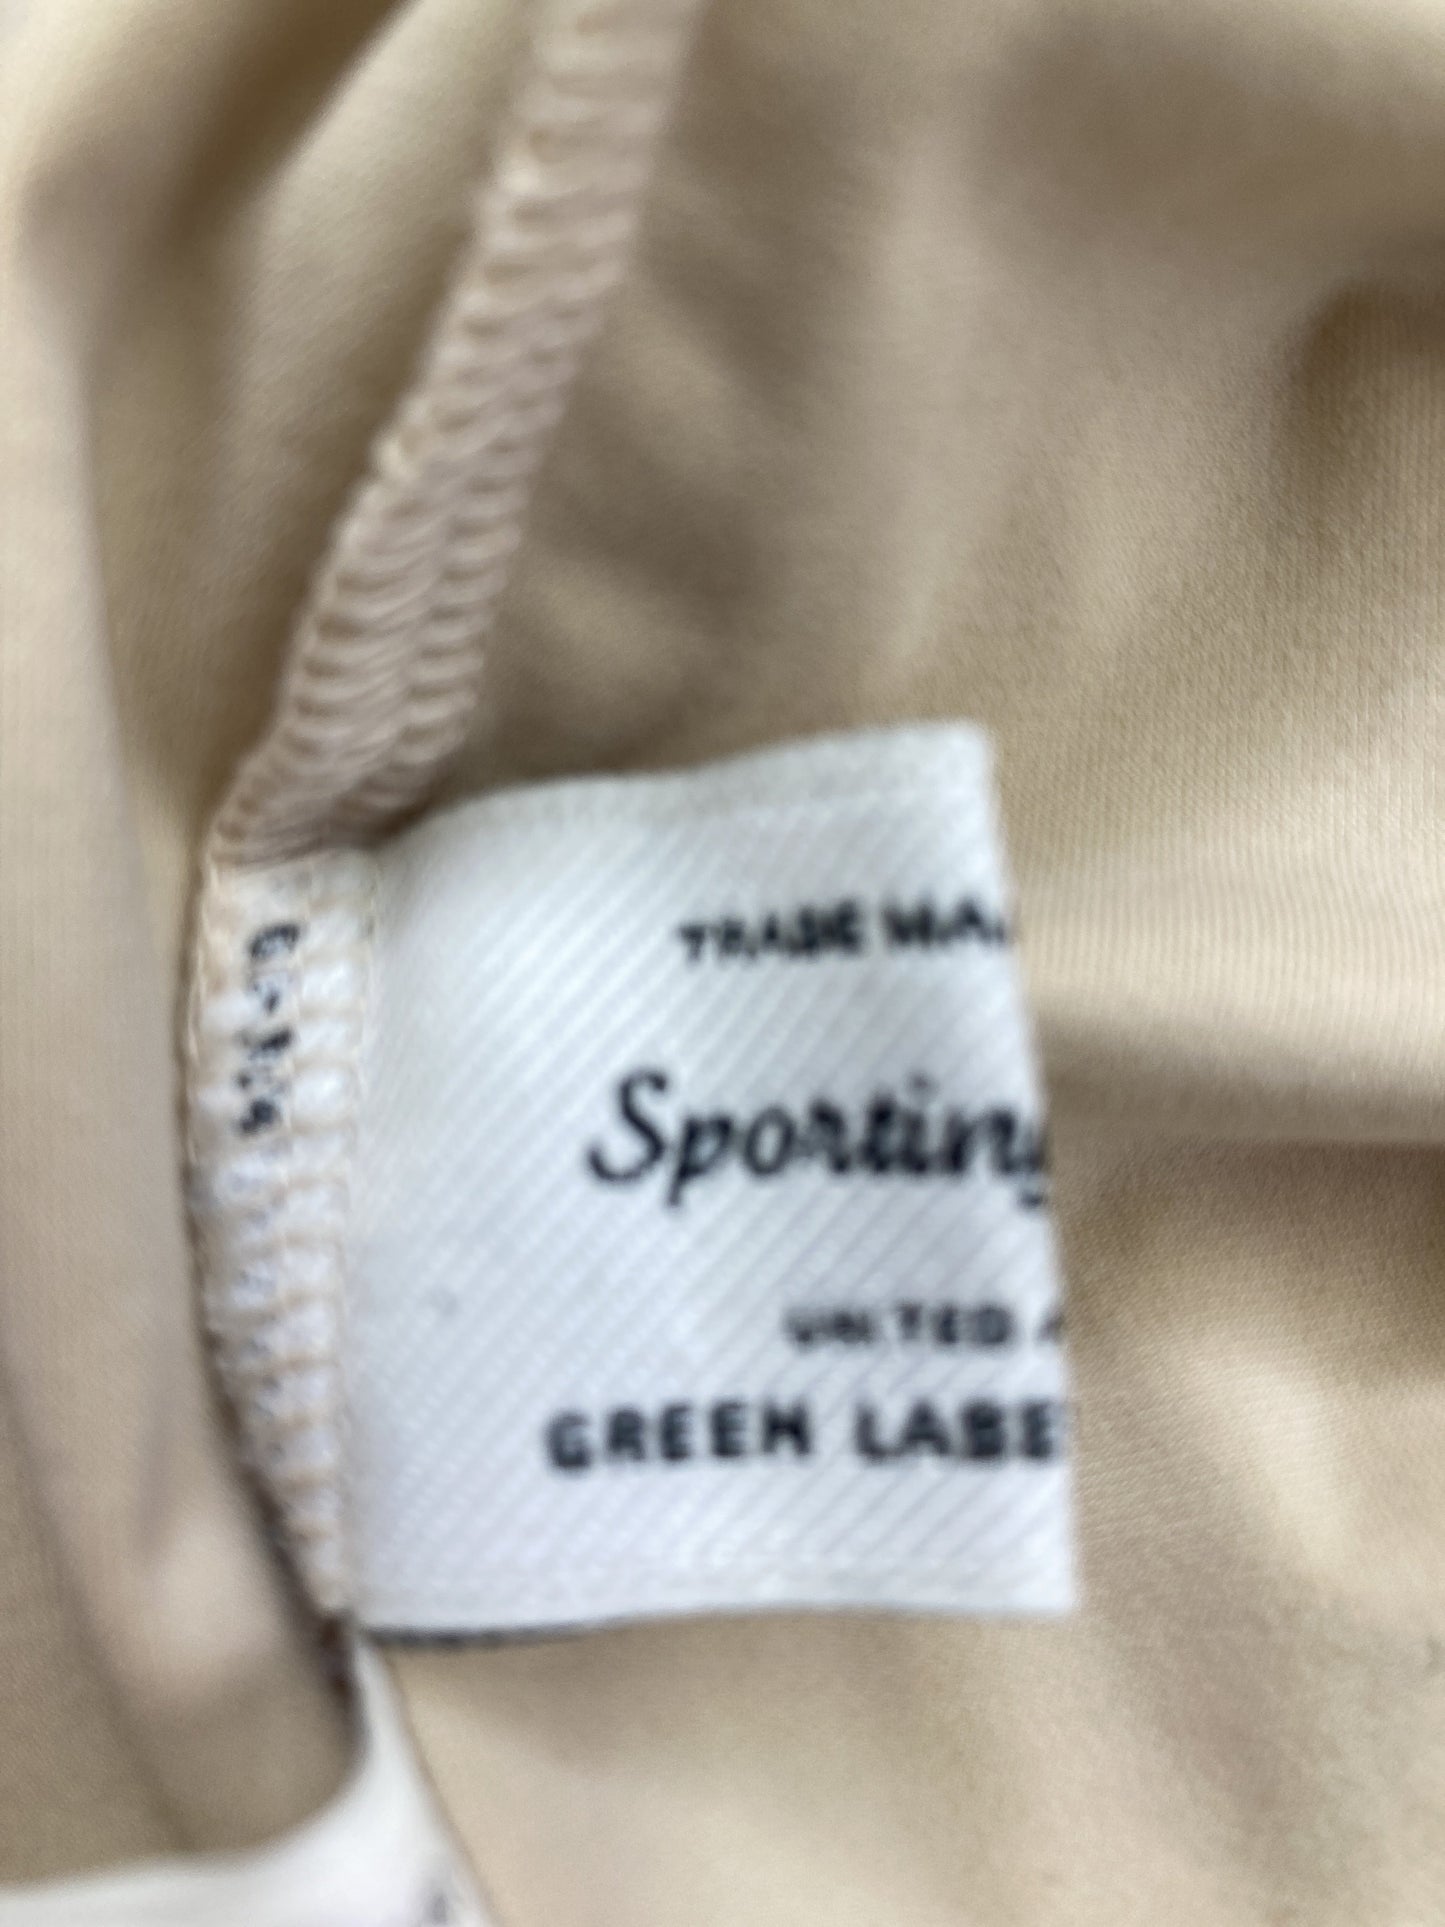 TRADE MA
Sporting
UNITED A
GREEN LABE